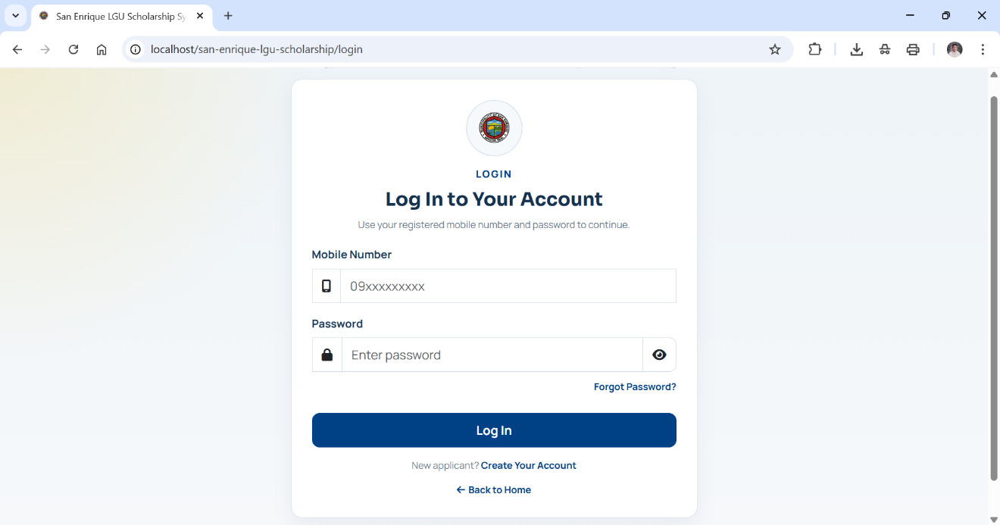 San Enrique LGU Scholarship Sy
localhost/san-enrique-lgu-scholarship/login
LOGIN
Log In to Your Account
Use your registered mobile number and password to continue.
Mobile Number
09xxxxxxxxx
Password
Enter password
Forgot Password?
Log In
New applicant? Create Your Account
← Back to Home